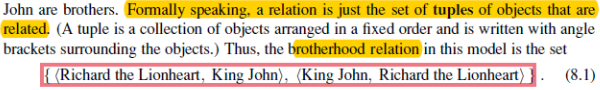 John are brothers. Formally speaking, a relation is just the set of tuples of objects that are
related. (A tuple is a collection of objects arranged in a fixed order and is written with angle
brackets surrounding the objects.) Thus, the brotherhood relation in this model is the set
{ ⟨Richard the Lionheart, King John⟩, ⟨King John, Richard the Lionheart⟩ } . (8.1)